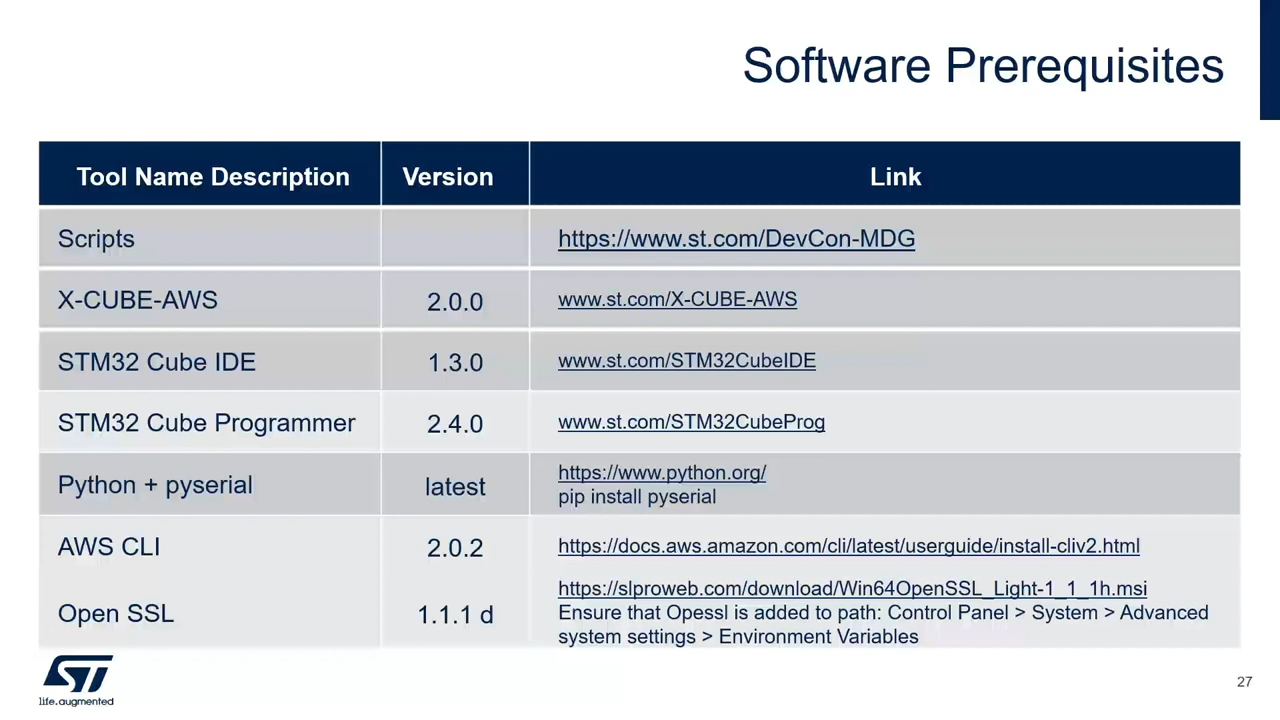 Software Prerequisites
Tool Name Description Version Link
Scripts https://www.st.com/DevCon-MDG
X-CUBE-AWS 2.0.0 www.st.com/X-CUBE-AWS
STM32 Cube IDE 1.3.0 www.st.com/STM32CubeIDE
STM32 Cube Programmer 2.4.0 www.st.com/STM32CubeProg
Python + pyserial latest https://www.python.org/
pip install pyserial
AWS CLI 2.0.2 https://docs.aws.amazon.com/cli/latest/userguide/install-cliv2.html
Open SSL 1.1.1 d https://slproweb.com/download/Win64OpenSSL_Light-1_1_1h.msi
Ensure that Opessl is added to path: Control Panel > System > Advanced
system settings > Environment Variables
ST
life.augmented
27